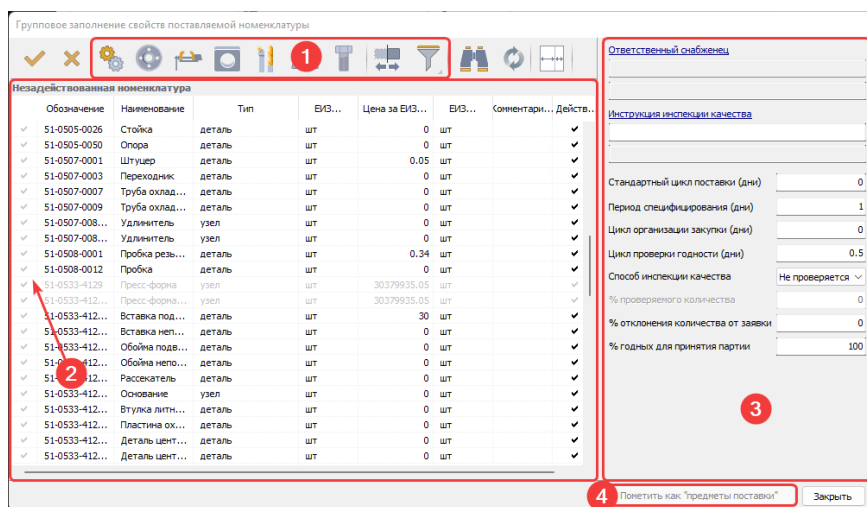 Групповое заполнение свойств поставляемой номенклатуры
1
Незадействованная номенклатура
Обозначение Наименование Тип ЕИЗ... Цена за ЕИЗ... ЕИЗ... Комментари... Действ...
51-0505-0026 Стойка деталь шт 0 шт
51-0505-0050 Опора деталь шт 0 шт
51-0507-0001 Штуцер деталь шт 0.05 шт
51-0507-0003 Переходник деталь шт 0 шт
51-0507-0007 Труба охлад... деталь шт 0 шт
51-0507-0009 Труба охлад... деталь шт 0 шт
51-0507-008... Удлинитель узел шт 0 шт
51-0507-008... Удлинитель узел шт 0 шт
51-0508-0001 Пробка резь... деталь шт 0.34 шт
51-0508-0012 Пробка деталь шт 0 шт
51-0533-4129 Пресс-форма узел шт 30379935.05 шт
51-0533-412... Пресс-форма... узел шт 30379935.05 шт
51-0533-412... Вставка под... деталь шт 30 шт
51-0533-412... Вставка неп... деталь шт 0 шт
51-0533-412... Обойма подв... деталь шт 0 шт
51-0533-412... Обойма непо... деталь шт 0 шт
2
51-0533-412... Рассекатель деталь шт 0 шт
51-0533-412... Основание узел шт 0 шт
51-0533-412... Втулка литн... деталь шт 0 шт
51-0533-412... Пластина ох... деталь шт 0 шт
51-0533-412... Деталь цент... деталь шт 0 шт
51-0533-412... Деталь цент... деталь шт 0 шт
Ответственный снабженец
Инструкция инспекции качества
Стандартный цикл поставки (дни) 0
Период специфицирования (дни) 1
Цикл организации закупки (дни) 0
Цикл проверки годности (дни) 0.5
Способ инспекции качества Не проверяется
% проверяемого количества 0
% отклонения количества от заявки 0
% годных для принятия партии 100
3
4 Пометить как "предметы поставки" Закрыть